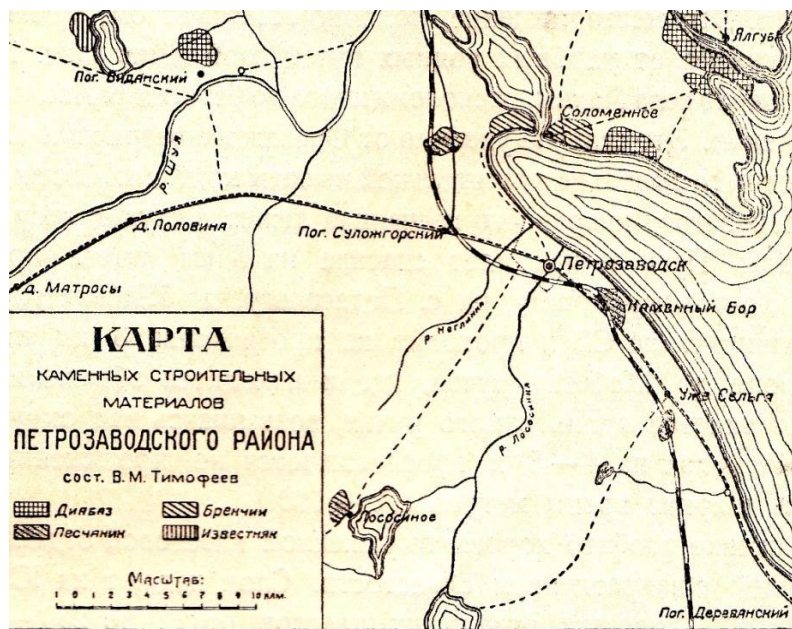 Ялгуба
Пог. Виданский
Соломенное
р. Шуя
д. Половина
Пог. Суложгорский
Петрозаводск
д. Матросы
Каменный Бор
р. Неглинка
Уже Сельга
р. Лососинка
Лососиное
Пог. Деревянский
КАРТА
КАМЕННЫХ СТРОИТЕЛЬНЫХ
МАТЕРИАЛОВ
ПЕТРОЗАВОДСКОГО РАЙОНА
сост. В.М. Тимофеев
Диабаз Брекчии
Песчаник Известняк
Масштаб:
1 0 1 2 3 4 5 6 7 8 9 10 клм.